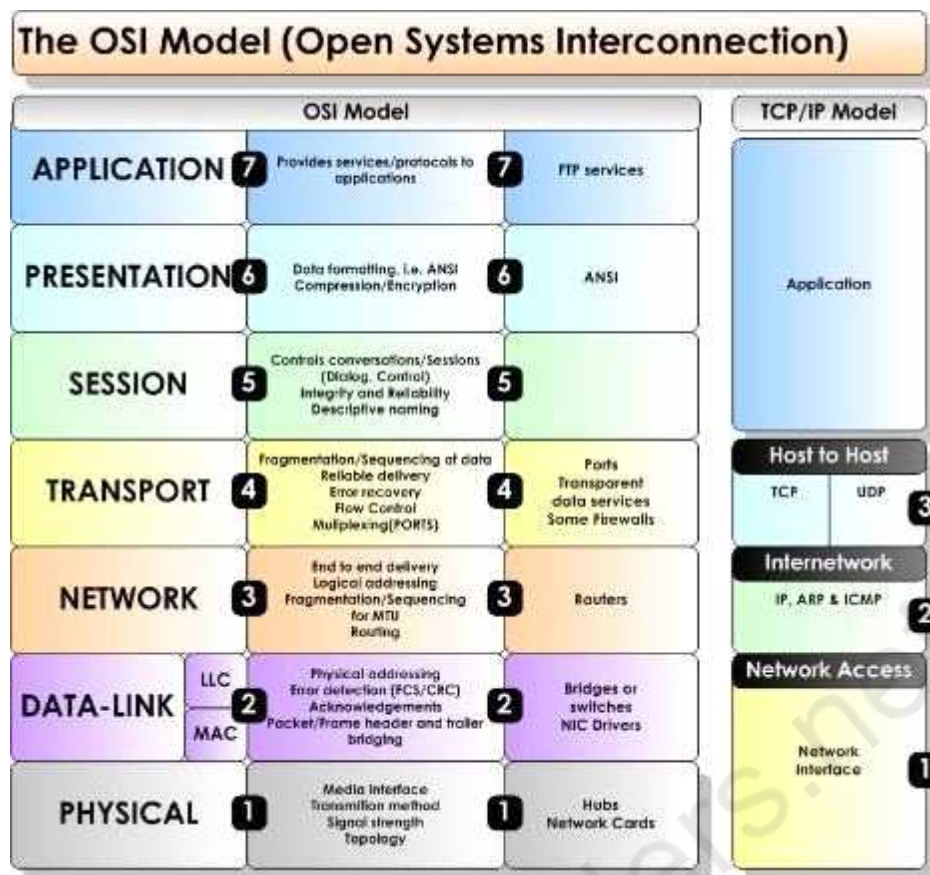 The OSI Model (Open Systems Interconnection)
OSI Model
TCP/IP Model
APPLICATION
7
Provides services/protocols to
applications
7
FTP services
PRESENTATION
6
Data formatting, i.e. ANSI
Compression/Encryption
6
ANSI
Application
SESSION
5
Controls conversations/Sessions
(Dialog, Control)
Integrity and Reliability
Descriptive naming
5
TRANSPORT
4
Fragmentation/Sequencing of data
Reliable delivery
Error recovery
Flow Control
Muliplexing(PORTS)
4
Ports
Transparent
data services
Some Firewalls
Host to Host
TCP
UDP
3
NETWORK
3
End to end delivery
Logical addressing
Fragmentation/Sequencing
for MTU
Routing
3
Routers
Internetwork
IP, ARP & ICMP
2
DATA-LINK
LLC
MAC
2
Physical addressing
Error detection (FCS/CRC)
Acknowledgements
Packet/Frame header and trailer
bridging
2
Bridges or
switches
NIC Drivers
Network Access
Network
Interface
1
PHYSICAL
1
Media interface
Transmition method
Signal strength
Topology
1
Hubs
Network Cards